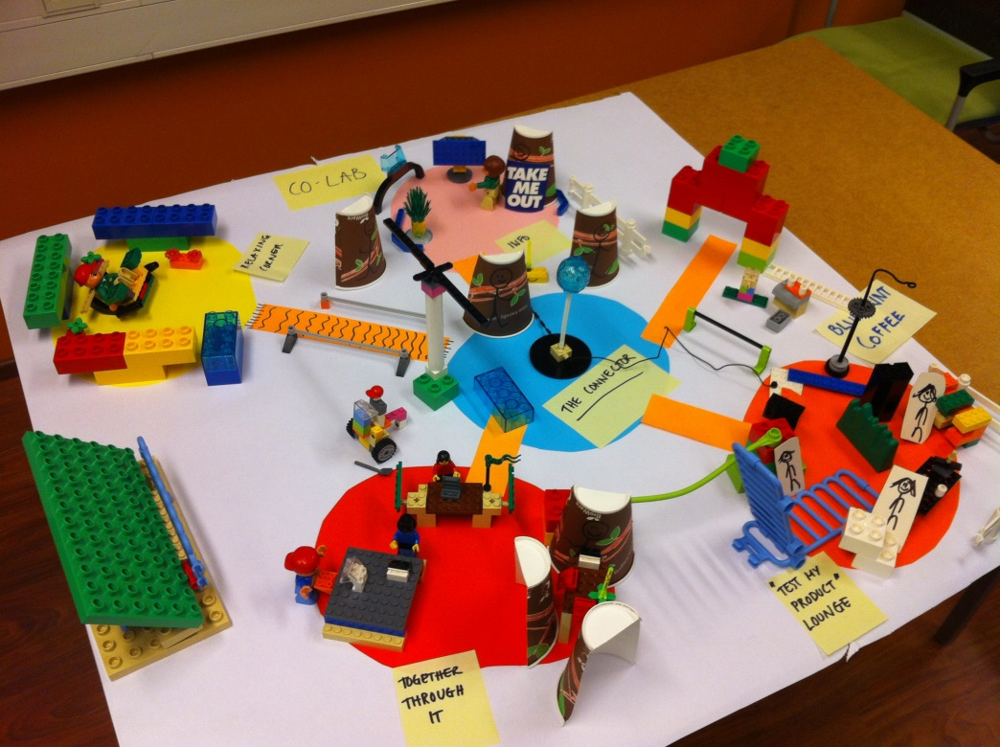 CO-LAB
TAKE
ME
OUT
RELAXING
CORNER
INFO
THE CONNECTOR
COFFEE
"TEST MY
PRODUCT"
LOUNGE
TOGETHER
THROUGH
IT